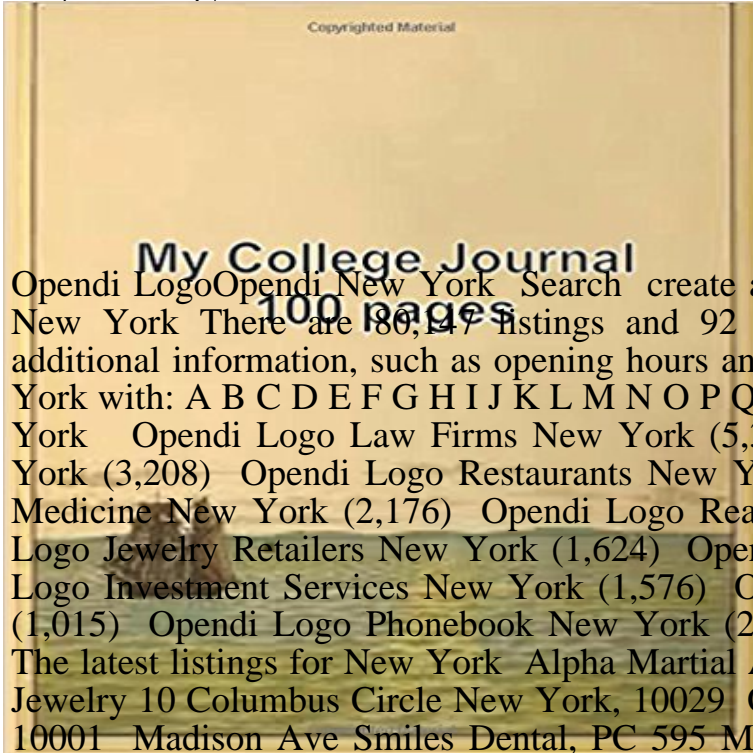 Copyrighted Material
My College Journal
Opendi LogoOpendi New York Search create
100 pages
New York There are 80,147 listings and 92
additional information, such as opening hours
York with: A B C D E F G H I J K L M N O P Q
York Opendi Logo Law Firms New York
York (3,208) Opendi Logo Restaurants New
Medicine New York (2,176) Opendi Logo
Logo Jewelry Retailers New York (1,624)
Logo Investment Services New York (1,576)
(1,015) Opendi Logo Phonebook New York
The latest listings for New York Alpha Martial
Jewelry 10 Columbus Circle New York, 10029
10001 Madison Ave Smiles Dental, PC 595